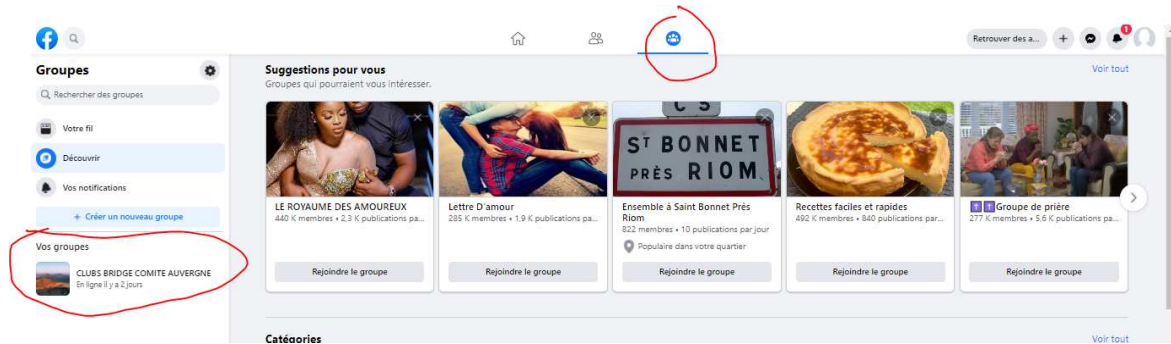 Retrouver des a...
1
Groupes
Rechercher des groupes
Votre fil
Découvrir
Vos notifications
+ Créer un nouveau groupe
Vos groupes
CLUBS BRIDGE COMITE AUVERGNE
En ligne il y a 2 jours
Suggestions pour vous
Voir tout
Groupes qui pourraient vous intéresser.
LE ROYAUME DES AMOUREUX
440 K membres • 2,3 K publications pa...
Rejoindre le groupe
Lettre D'amour
285 K membres • 1,9 K publications pa...
Rejoindre le groupe
C 5
ST BONNET
PRÈS RIOM
Ensemble à Saint Bonnet Près
Riom
822 membres • 10 publications par jour
Populaire dans votre quartier
Rejoindre le groupe
Recettes faciles et rapides
492 K membres • 840 publications par...
Rejoindre le groupe
✝️✝️Groupe de prière
277 K membres • 5,6 K publications pa...
Rejoindre le groupe
Catégories
Voir tout